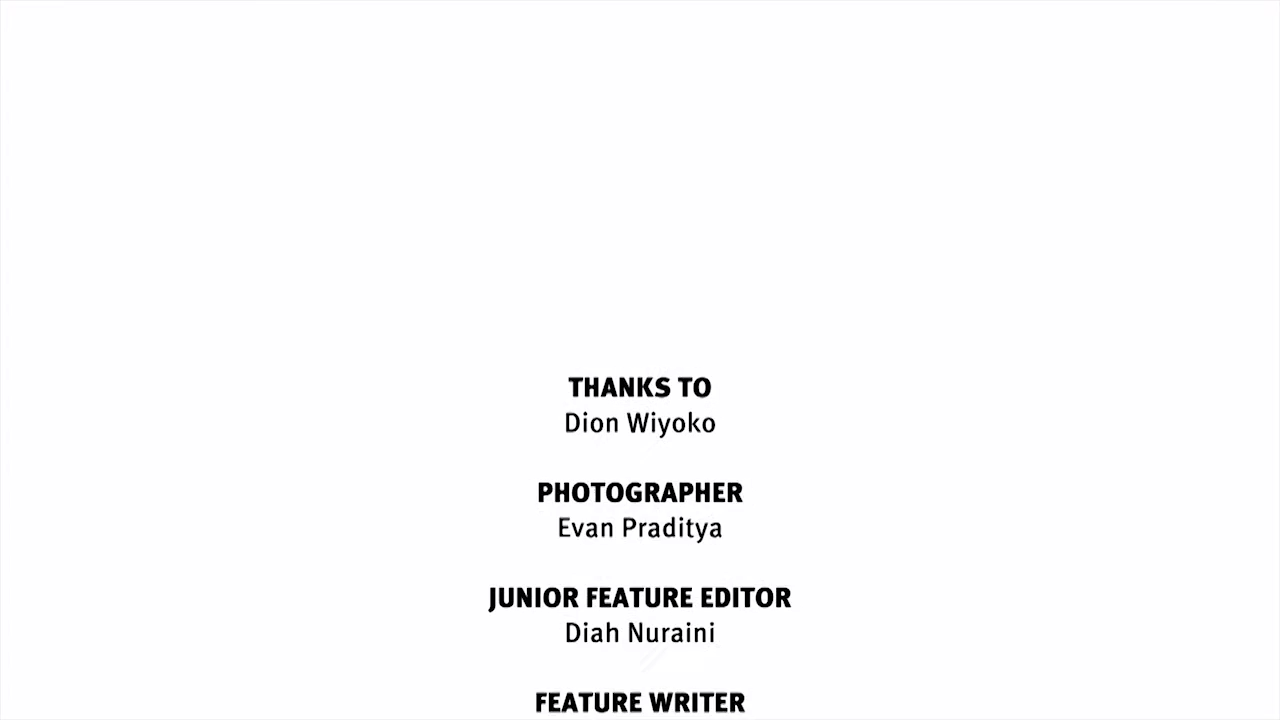 THANKS TO
Dion Wiyoko
PHOTOGRAPHER
Evan Praditya
JUNIOR FEATURE EDITOR
Diah Nuraini
FEATURE WRITER